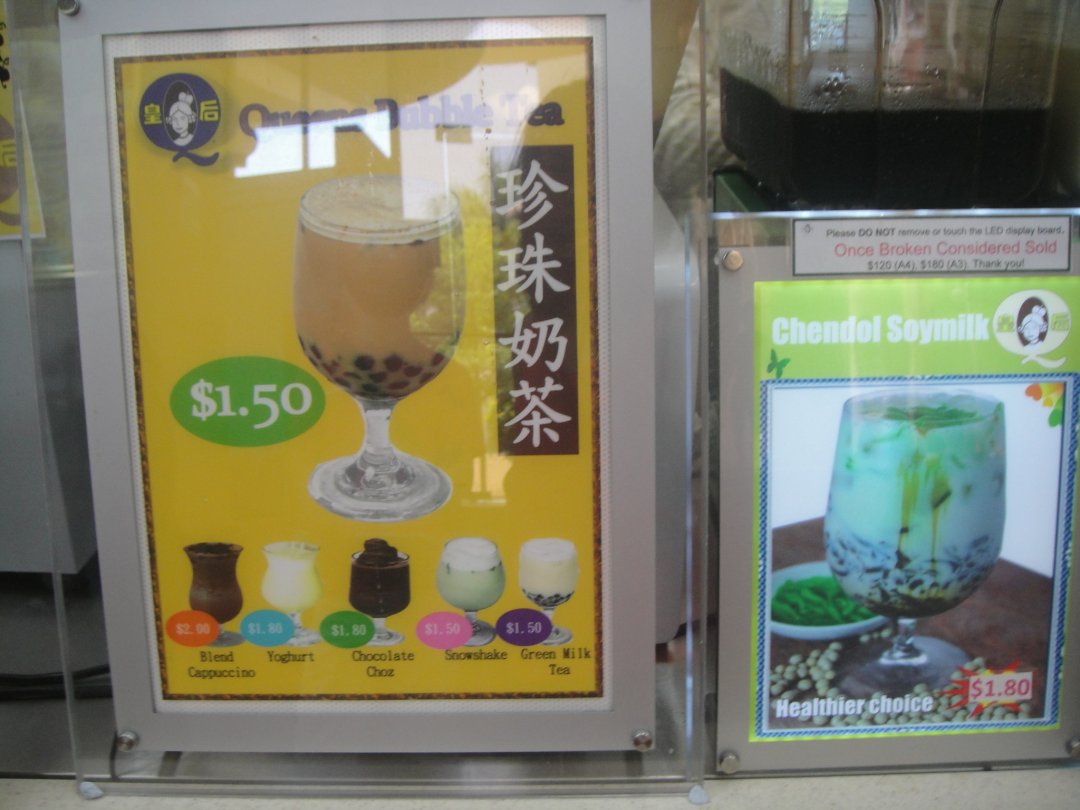 皇后
Queens Bubble Tea
珍珠奶茶
$1.50
$2.00
$1.80
$1.80
$1.50
$1.50
Blend Cappuccino
Yoghurt
Chocolate Choz
Snowshake
Green Milk Tea
Please DO NOT remove or touch the LED display board.
Once Broken Considered Sold
$120 (A4), $180 (A3). Thank you!
Chendol Soymilk
皇后
Healthier choice
$1.80